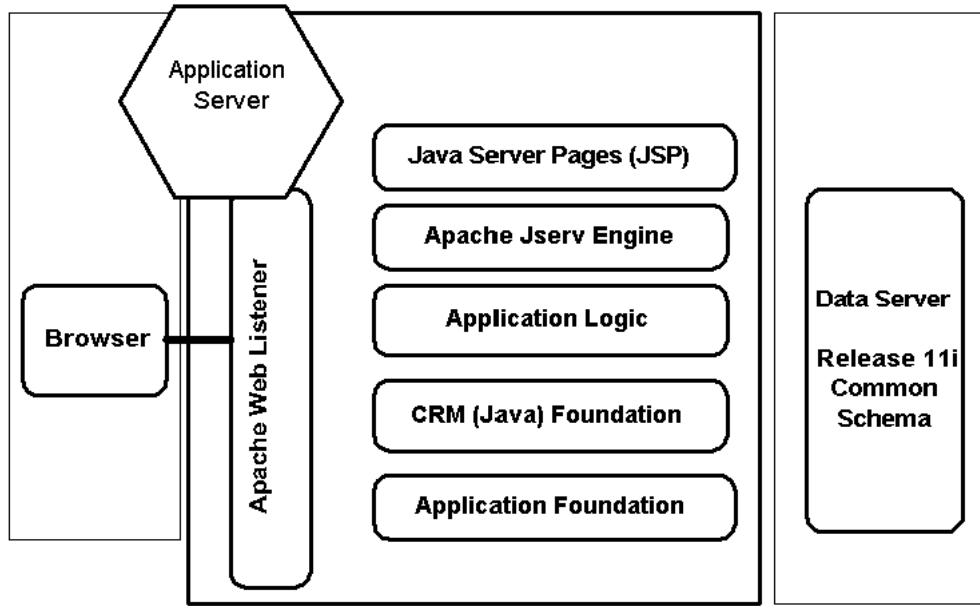 Application
Server
Java Server Pages (JSP)
Apache Jserv Engine
Application Logic
CRM (Java) Foundation
Application Foundation
Apache Web Listener
Browser
Data Server
Release 11i
Common
Schema